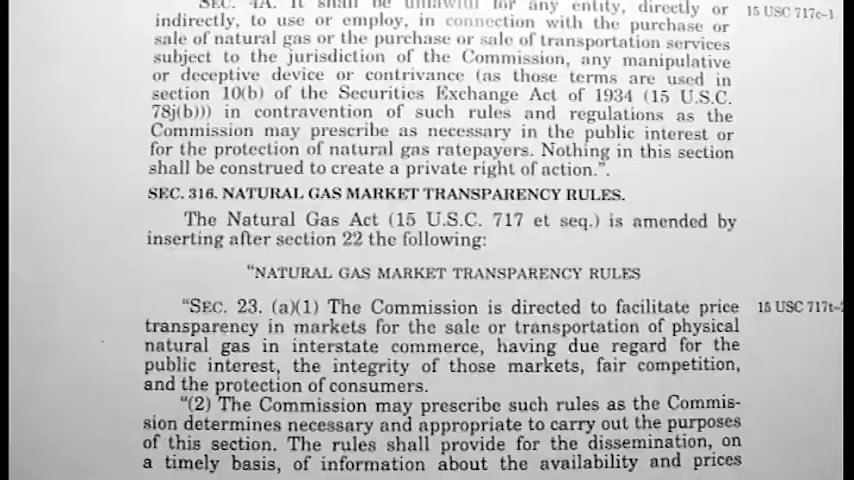 SEC. 4A. It shall be unlawful for any entity, directly or
15 USC 717c–1.
indirectly, to use or employ, in connection with the purchase or
sale of natural gas or the purchase or sale of transportation services
subject to the jurisdiction of the Commission, any manipulative
or deceptive device or contrivance (as those terms are used in
section 10(b) of the Securities Exchange Act of 1934 (15 U.S.C.
78j(b))) in contravention of such rules and regulations as the
Commission may prescribe as necessary in the public interest or
for the protection of natural gas ratepayers. Nothing in this section
shall be construed to create a private right of action.”.
SEC. 316. NATURAL GAS MARKET TRANSPARENCY RULES.
The Natural Gas Act (15 U.S.C. 717 et seq.) is amended by
inserting after section 22 the following:
“NATURAL GAS MARKET TRANSPARENCY RULES
“SEC. 23. (a)(1) The Commission is directed to facilitate price
15 USC 717t–2
transparency in markets for the sale or transportation of physical
natural gas in interstate commerce, having due regard for the
public interest, the integrity of those markets, fair competition,
and the protection of consumers.
“(2) The Commission may prescribe such rules as the Commis-
sion determines necessary and appropriate to carry out the purposes
of this section. The rules shall provide for the dissemination, on
a timely basis, of information about the availability and prices